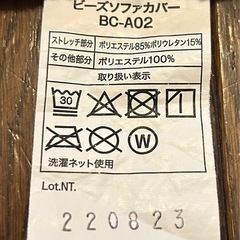 ビーズソファカバー
BC-A02
ストレッチ部分 ポリエステル85%ポリウレタン15%
その他部分 ポリエステル100%
取り扱い表示
30
W
洗濯ネット使用
Lot.NT.
220823